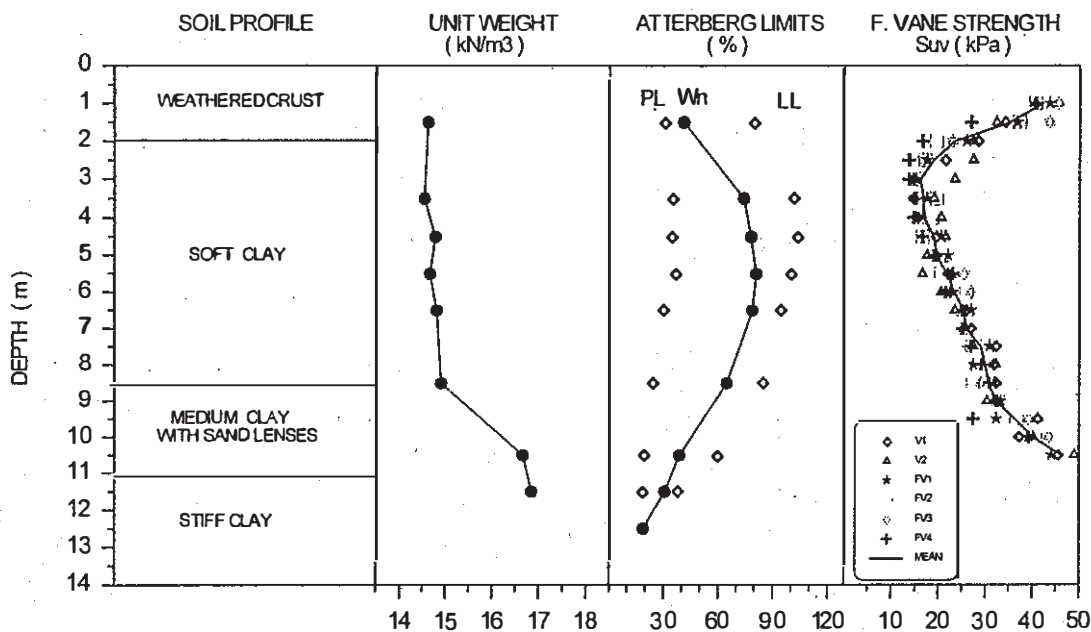 SOIL PROFILE
UNIT WEIGHT
(kN/m3)
ATTERBERG LIMITS
(%)
F. VANE STRENGTH
Suv (kPa)
DEPTH (m)
0
1
2
3
4
5
6
7
8
9
10
11
12
13
14
WEATHERED CRUST
SOFT CLAY
MEDIUM CLAY
WITH SAND LENSES
STIFF CLAY
PL Wn LL
V1
V2
FV1
FV2
FV3
FV4
MEAN
14 15 16 17 18
30 60 90 120
0 10 20 30 40 50